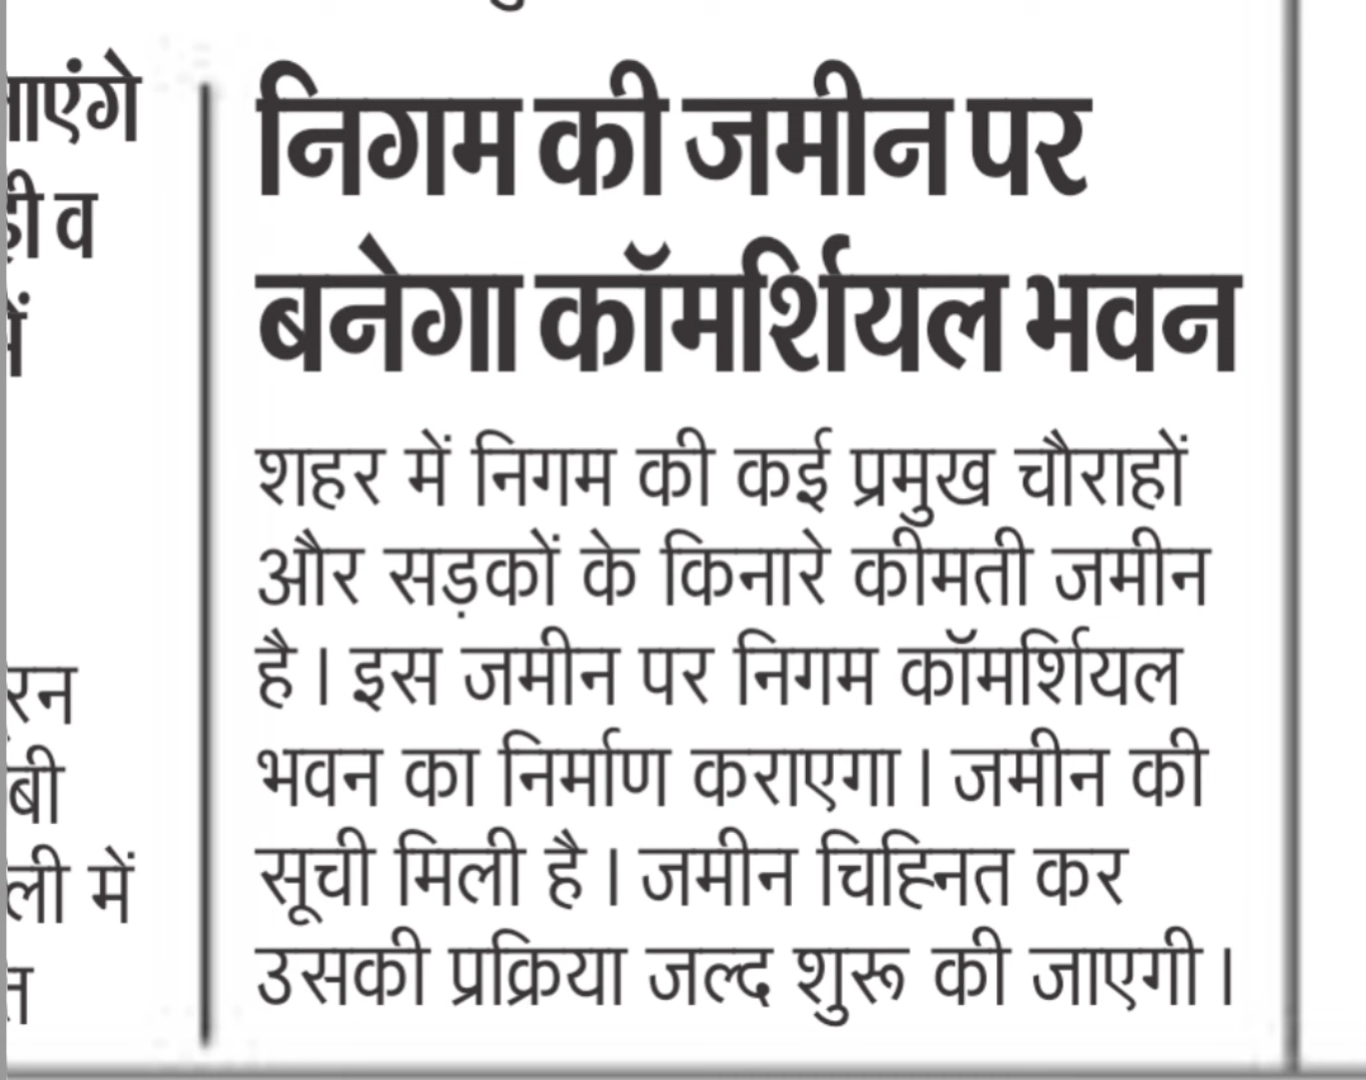 निगम की जमीन पर
बनेगा कॉमर्शियल भवन
शहर में निगम की कई प्रमुख चौराहों
और सड़कों के किनारे कीमती जमीन
है। इस जमीन पर निगम कॉमर्शियल
भवन का निर्माण कराएगा। जमीन की
सूची मिली है। जमीन चिह्नित कर
उसकी प्रक्रिया जल्द शुरू की जाएगी।